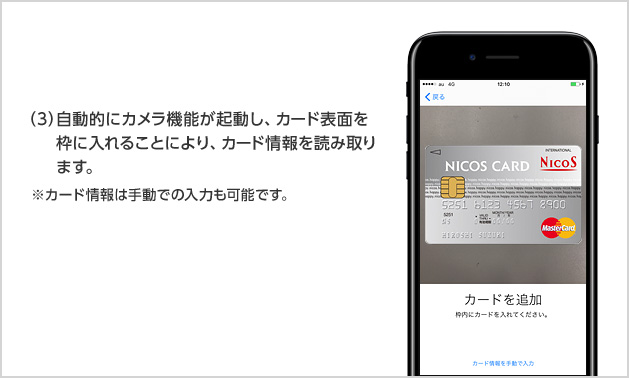 （3）自動的にカメラ機能が起動し、カード表面を
枠に入れることにより、カード情報を読み取り
ます。
※カード情報は手動での入力も可能です。
au 4G 12:10
戻る
INTERNATIONAL
NICOS CARD NICOS
5251 6123 4567 8900
5251
MONTH/YEAR
VALID THRU
MasterCard
カードを追加
枠内にカードを入れてください。
カード情報を手動で入力